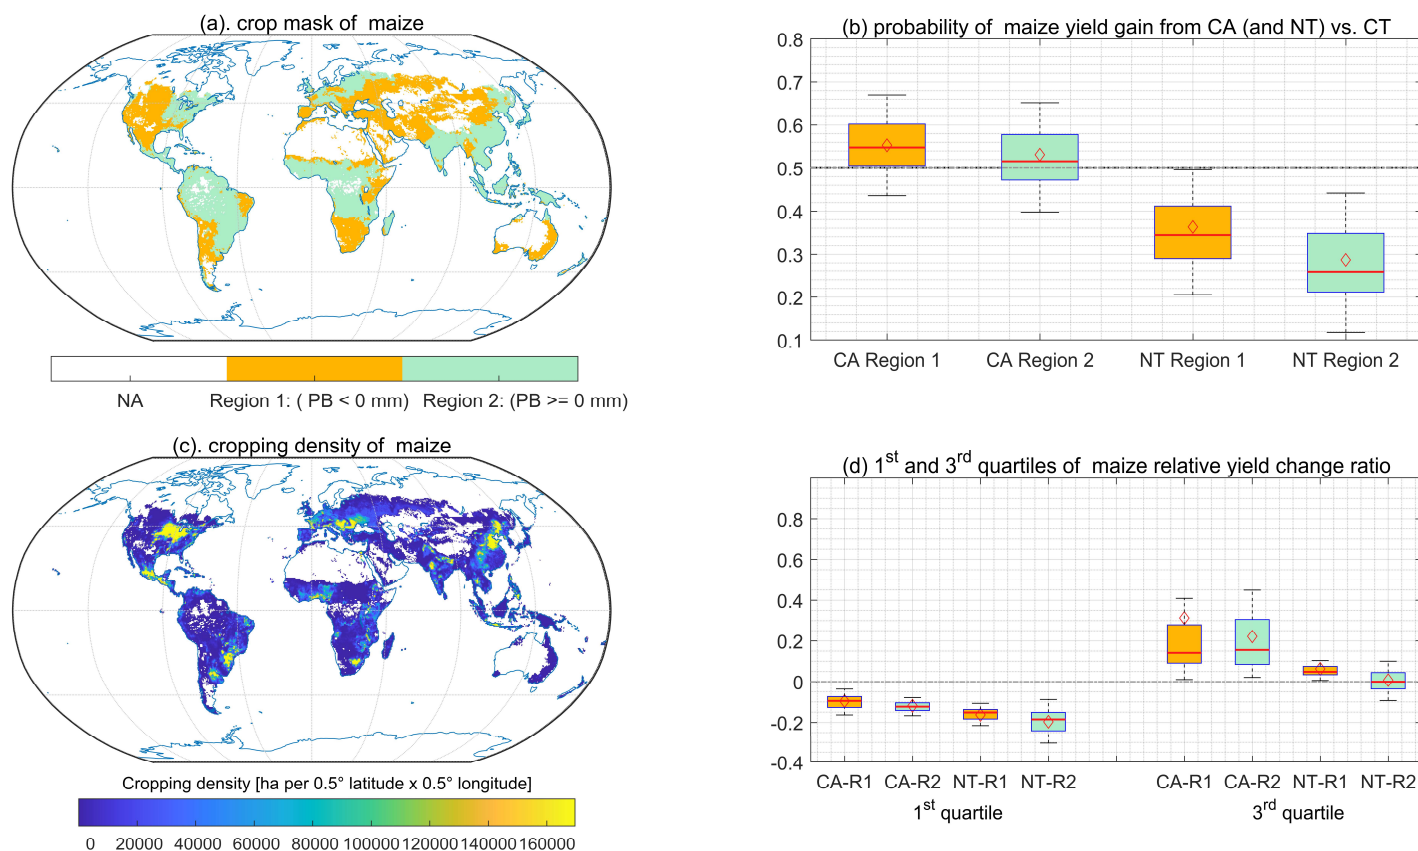 (a). crop mask of maize
NA
Region 1: ( PB < 0 mm)
Region 2: (PB >= 0 mm)
(b) probability of maize yield gain from CA (and NT) vs. CT
0.8
0.7
0.6
0.5
0.4
0.3
0.2
0.1
CA Region 1
CA Region 2
NT Region 1
NT Region 2
(c). cropping density of maize
Cropping density [ha per 0.5° latitude x 0.5° longitude]
0 20000 40000 80000 100000 120000 140000 160000
(d) 1st and 3rd quartiles of maize relative yield change ratio
0.8
0.6
0.4
0.2
0
-0.2
-0.4
CA-R1 CA-R2 NT-R1 NT-R2 CA-R1 CA-R2 NT-R1 NT-R2
1st quartile
3rd quartile